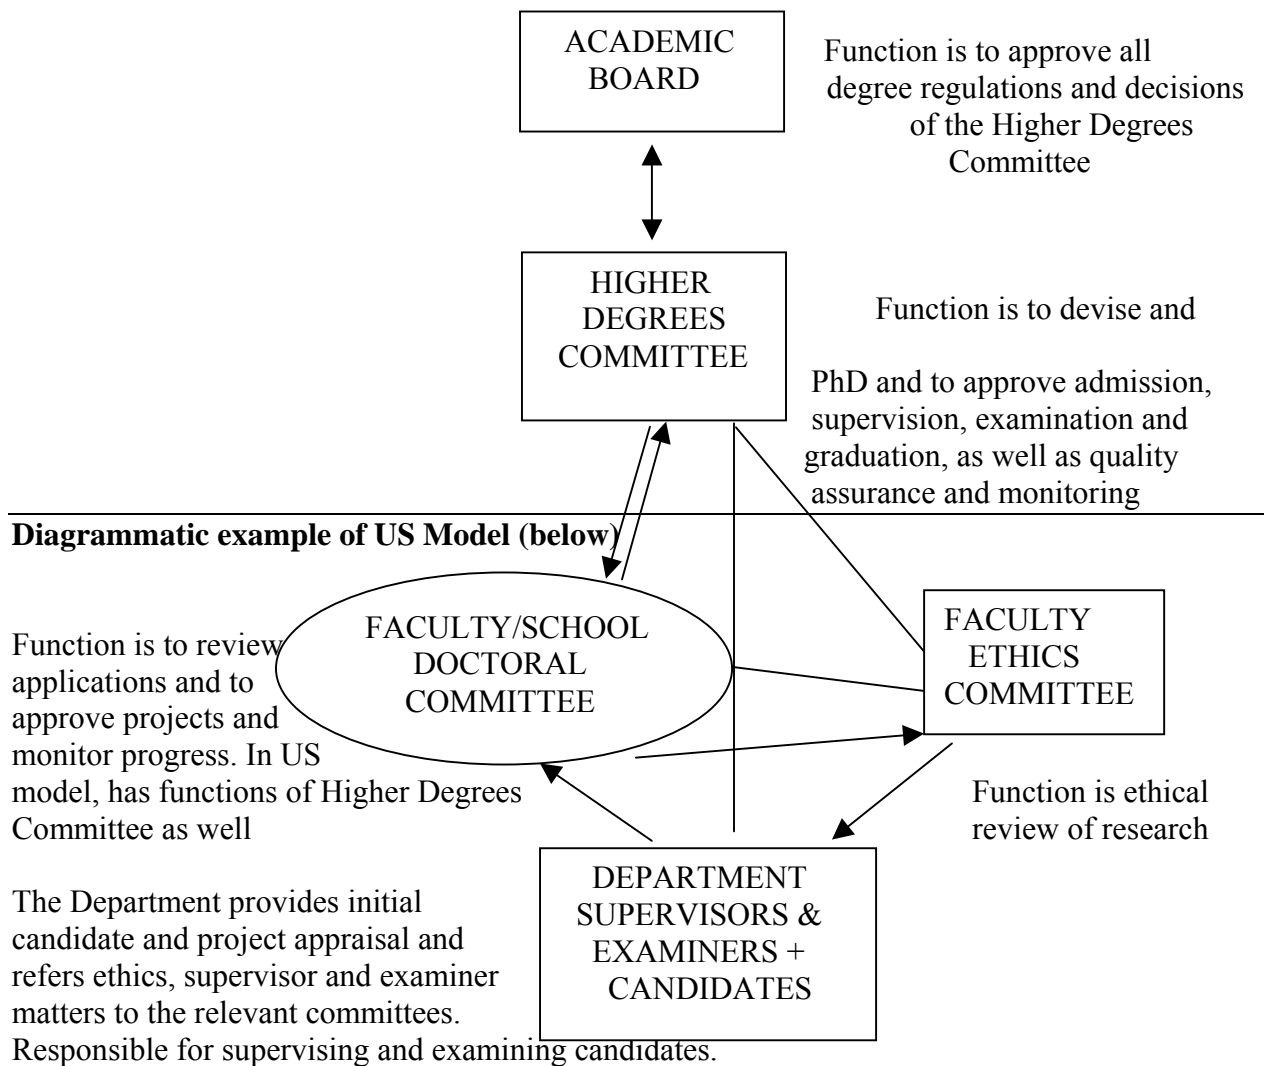 ACADEMIC
BOARD
Function is to approve all
degree regulations and decisions
of the Higher Degrees
Committee
HIGHER
DEGREES
COMMITTEE
Function is to devise and
PhD and to approve admission,
supervision, examination and
graduation, as well as quality
assurance and monitoring
Diagrammatic example of US Model (below)
FACULTY/SCHOOL
DOCTORAL
COMMITTEE
FACULTY
ETHICS
COMMITTEE
Function is to review
applications and to
approve projects and
monitor progress. In US
model, has functions of Higher Degrees
Committee as well
Function is ethical
review of research
DEPARTMENT
SUPERVISORS &
EXAMINERS +
CANDIDATES
The Department provides initial
candidate and project appraisal and
refers ethics, supervisor and examiner
matters to the relevant committees.
Responsible for supervising and examining candidates.